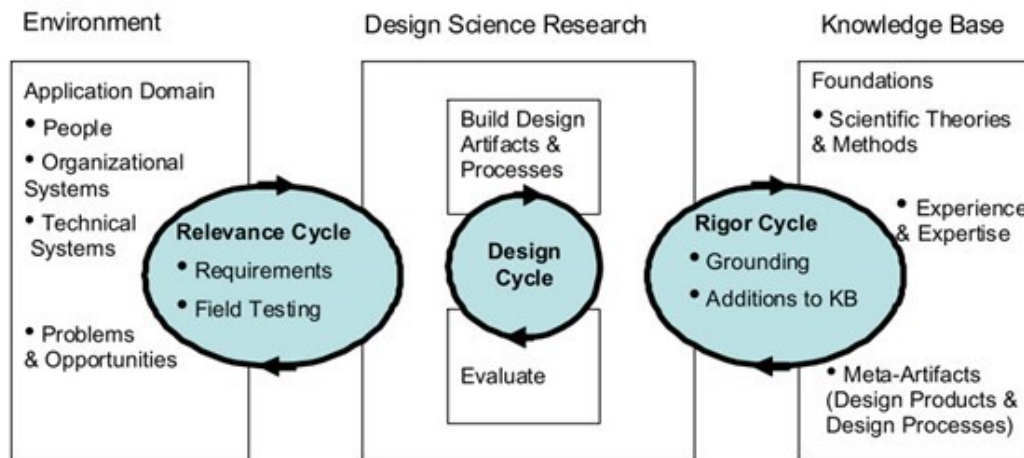 Environment
Design Science Research
Knowledge Base
Application Domain
• People
• Organizational
Systems
• Technical
Systems
• Problems
& Opportunities
Relevance Cycle
• Requirements
• Field Testing
Build Design
Artifacts &
Processes
Design
Cycle
Evaluate
Rigor Cycle
• Grounding
• Additions to KB
Foundations
• Scientific Theories
& Methods
• Experience
& Expertise
• Meta-Artifacts
(Design Products &
Design Processes)